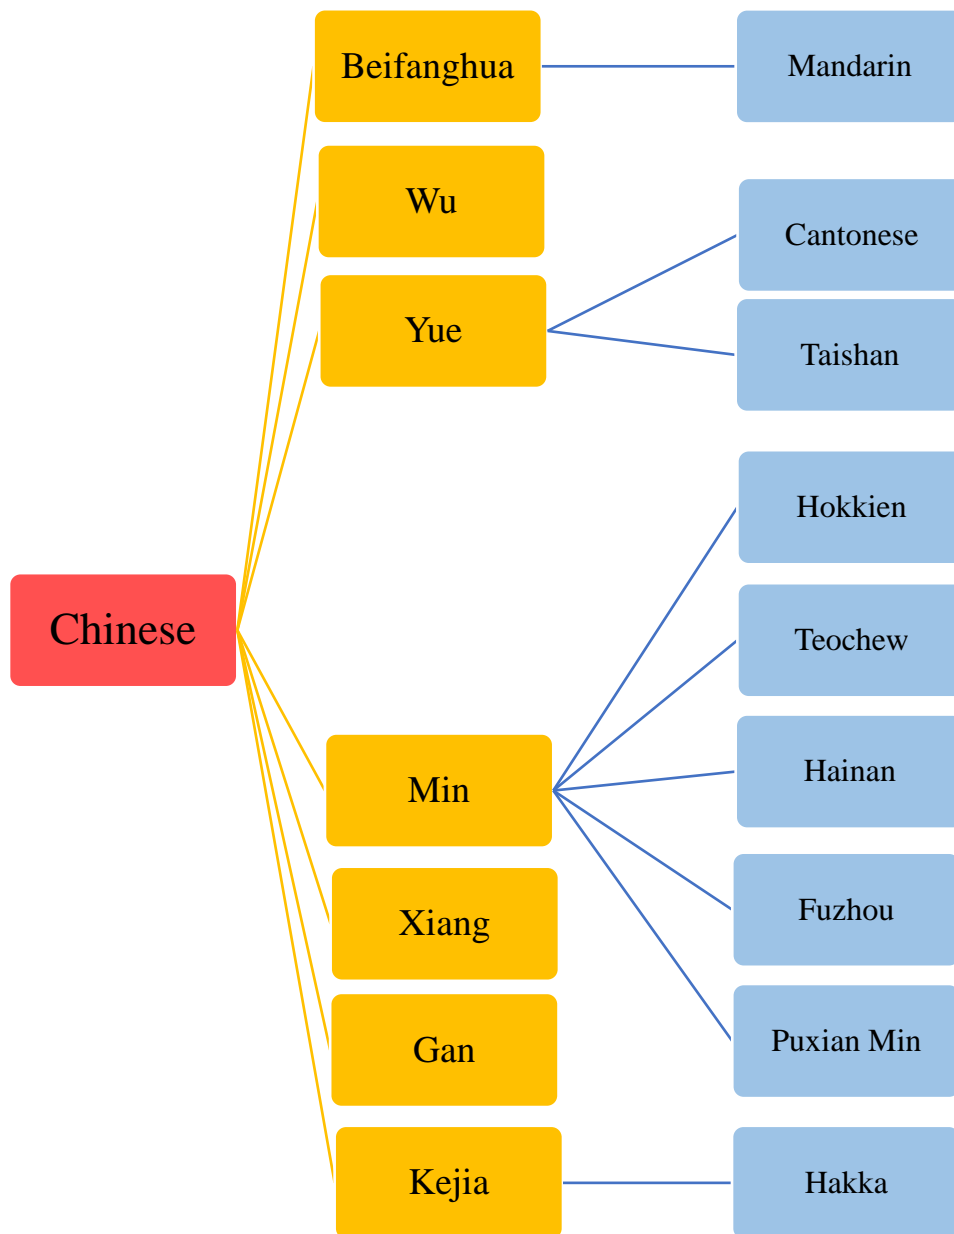 Chinese
Beifanghua
Mandarin
Wu
Yue
Cantonese
Taishan
Min
Hokkien
Teochew
Hainan
Fuzhou
Puxian Min
Xiang
Gan
Kejia
Hakka